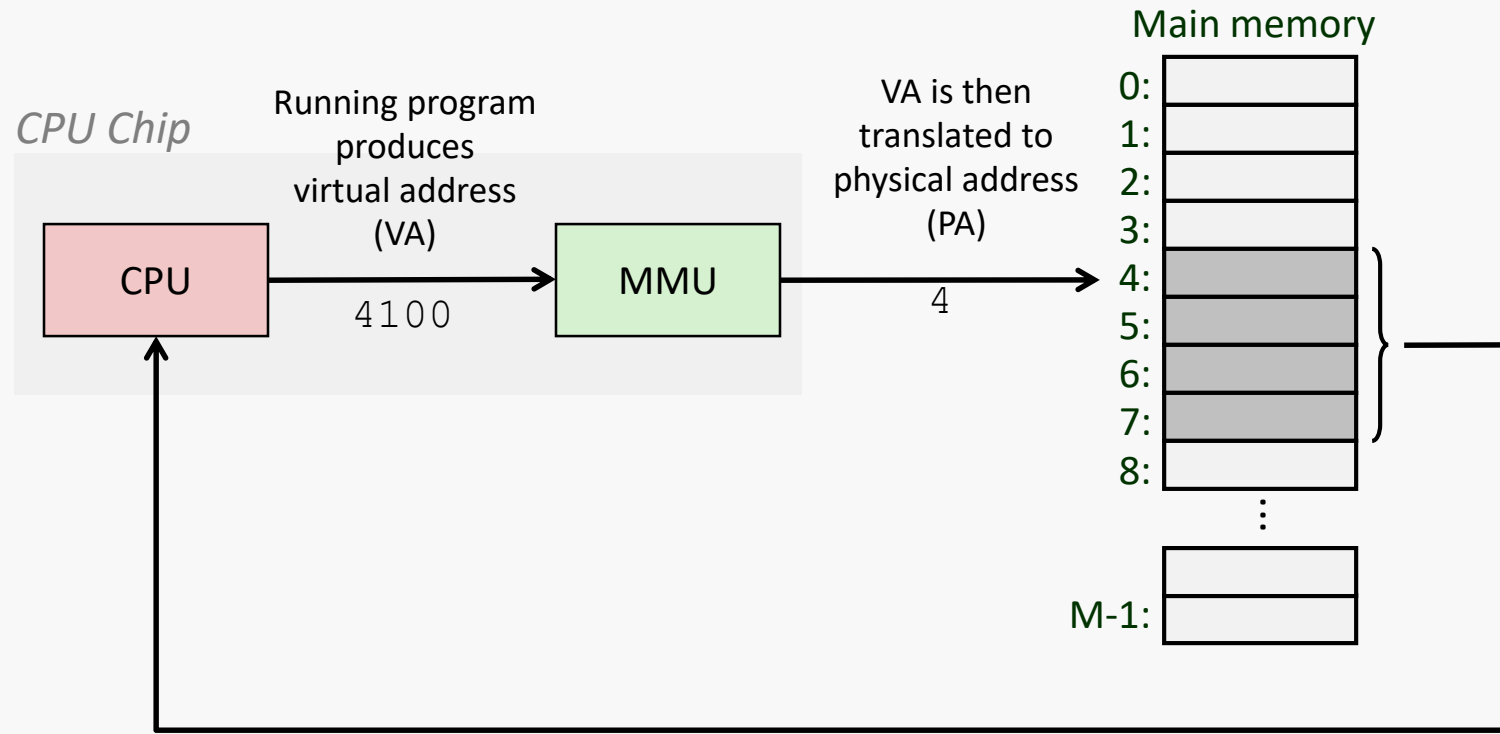 Main memory
CPU Chip
Running program
produces
virtual address
(VA)
VA is then
translated to
physical address
(PA)
CPU
4100
MMU
4
0:
1:
2:
3:
4:
5:
6:
7:
8:
⋮
M-1: